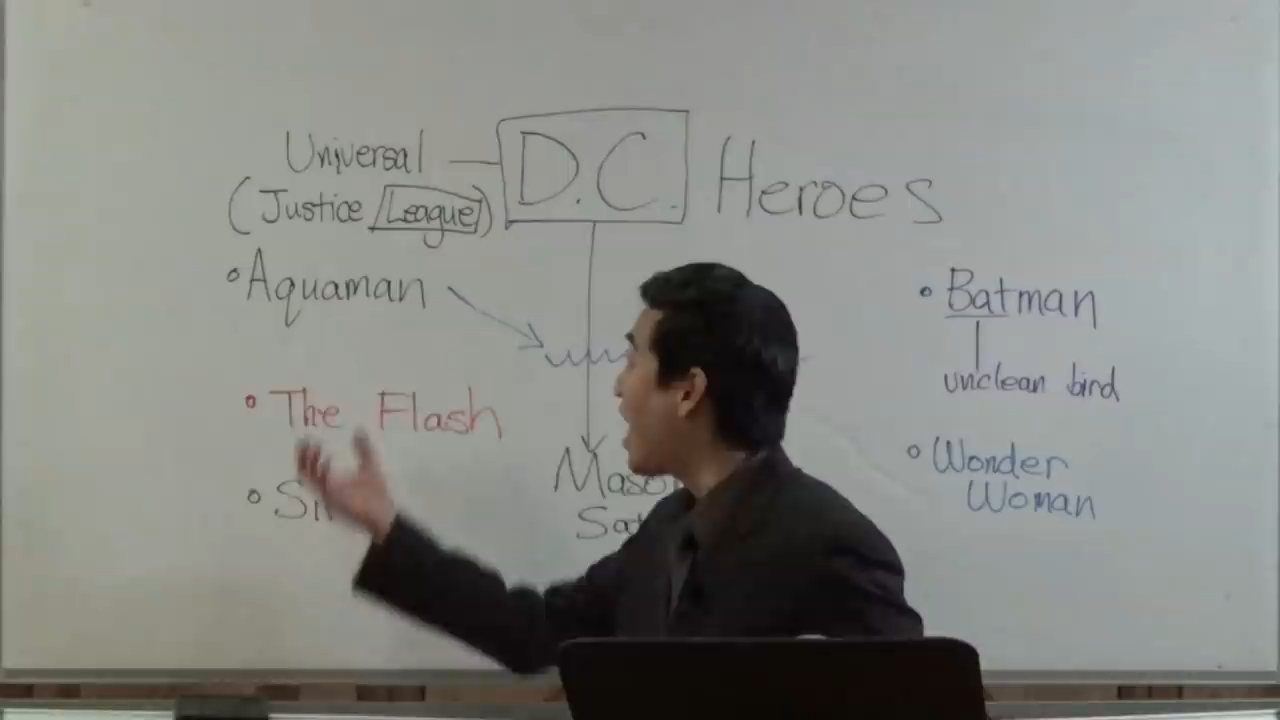 Universal
(Justice League)
D.C. Heroes
• Aquaman
• The Flash
• Batman
unclean bird
• Wonder
Woman